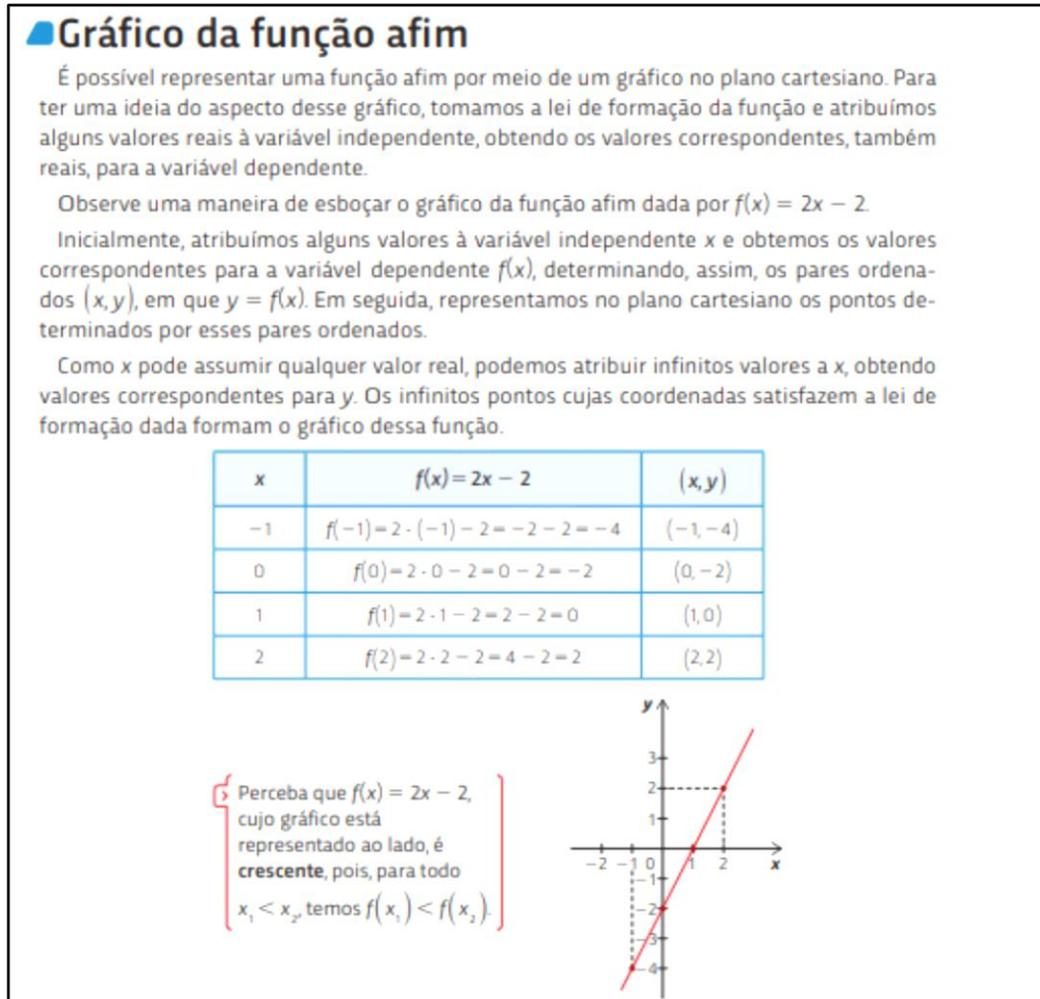 Gráfico da função afim
É possível representar uma função afim por meio de um gráfico no plano cartesiano. Para
ter uma ideia do aspecto desse gráfico, tomamos a lei de formação da função e atribuímos
alguns valores reais à variável independente, obtendo os valores correspondentes, também
reais, para a variável dependente.
Observe uma maneira de esboçar o gráfico da função afim dada por f(x) = 2x − 2.
Inicialmente, atribuímos alguns valores à variável independente x e obtemos os valores
correspondentes para a variável dependente f(x), determinando, assim, os pares ordena-
dos (x, y), em que y = f(x). Em seguida, representamos no plano cartesiano os pontos de-
terminados por esses pares ordenados.
Como x pode assumir qualquer valor real, podemos atribuir infinitos valores a x, obtendo
valores correspondentes para y. Os infinitos pontos cujas coordenadas satisfazem a lei de
formação dada formam o gráfico dessa função.
x f(x) = 2x − 2 (x, y)
−1 f(−1) = 2 · (−1) − 2 = −2 − 2 = −4 (−1, −4)
0 f(0) = 2 · 0 − 2 = 0 − 2 = −2 (0, −2)
1 f(1) = 2 · 1 − 2 = 2 − 2 = 0 (1, 0)
2 f(2) = 2 · 2 − 2 = 4 − 2 = 2 (2, 2)
Perceba que f(x) = 2x − 2,
cujo gráfico está
representado ao lado, é
crescente, pois, para todo
x₁ < x₂, temos f(x₁) < f(x₂).
y
3
2
1
−2 −1 0 1 2 x
−1
−2
−3
−4